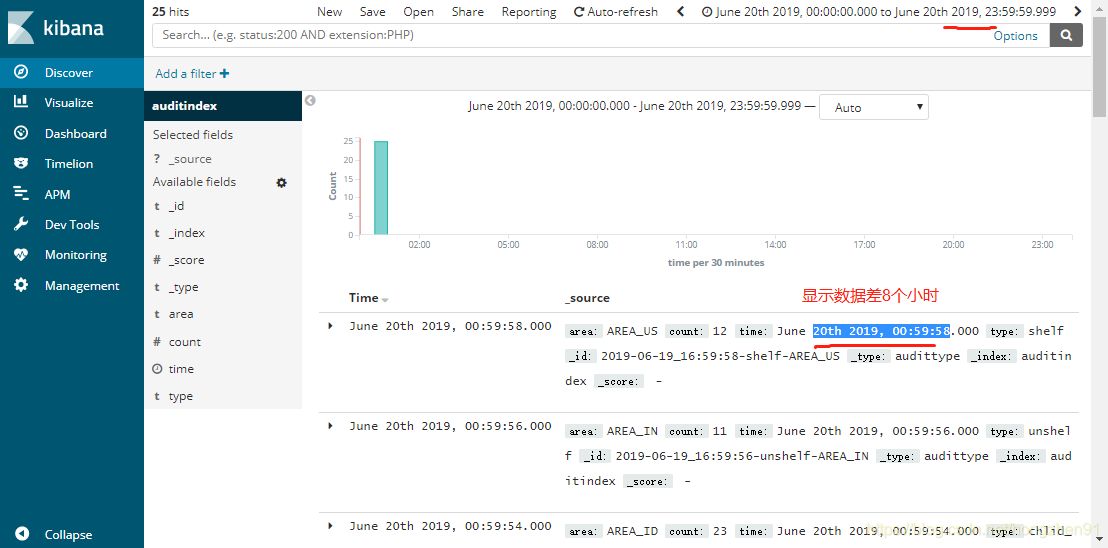 25 hits
New Save Open Share Reporting Auto-refresh June 20th 2019, 00:00:00.000 to June 20th 2019, 23:59:59.999
kibana
Search... (e.g. status:200 AND extension:PHP)
Options
Discover
Visualize
Dashboard
Timelion
APM
Dev Tools
Monitoring
Management
Collapse
Add a filter
auditindex
Selected fields
? _source
Available fields
t _id
t _index
# _score
t _type
t area
# count
time
t type
June 20th 2019, 00:00:00.000 - June 20th 2019, 23:59:59.999 — Auto
Count
25
20
15
10
5
0
02:00 05:00 08:00 11:00 14:00 17:00 20:00 23:00
time per 30 minutes
显示数据差8个小时
Time _source
June 20th 2019, 00:59:58.000
area: AREA_US count: 12 time: June 20th 2019, 00:59:58.000 type: shelf
_id: 2019-06-19_16:59:58-shelf-AREA_US _type: audittype _index: auditin
dex _score: -
June 20th 2019, 00:59:56.000
area: AREA_IN count: 11 time: June 20th 2019, 00:59:56.000 type: unshel
f _id: 2019-06-19_16:59:56-unshelf-AREA_IN _type: audittype _index: aud
itindex _score: -
June 20th 2019, 00:59:54.000
area: AREA_ID count: 23 time: June 20th 2019, 00:59:54.000 type: chlid_